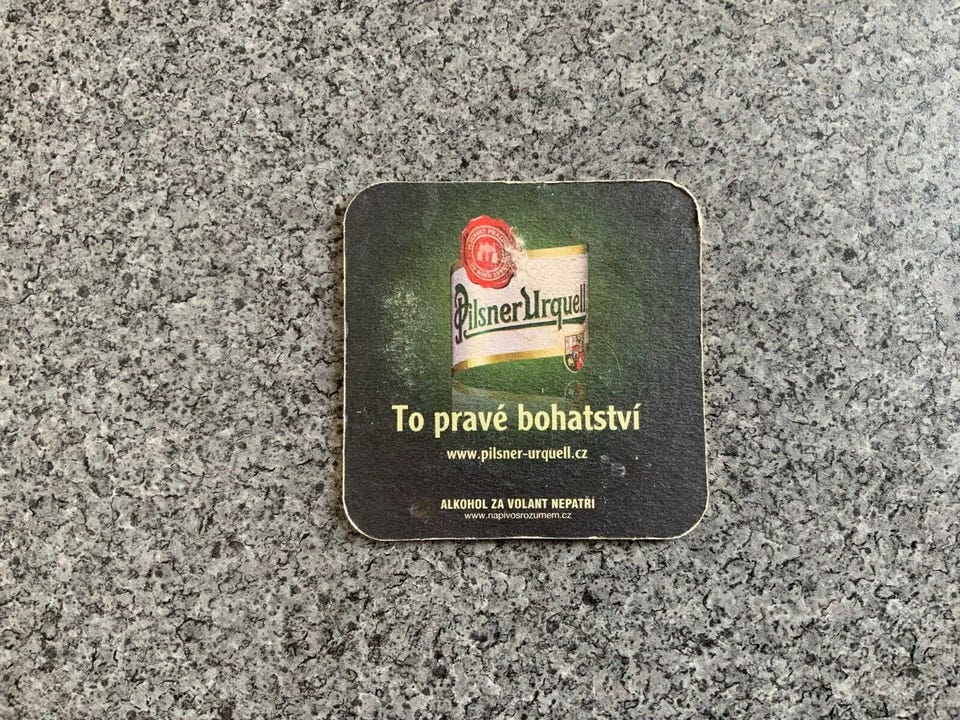 Pilsner Urquell
To pravé bohatství
www.pilsner-urquell.cz
ALKOHOL ZA VOLANT NEPATŘÍ
www.napivosrozumem.cz